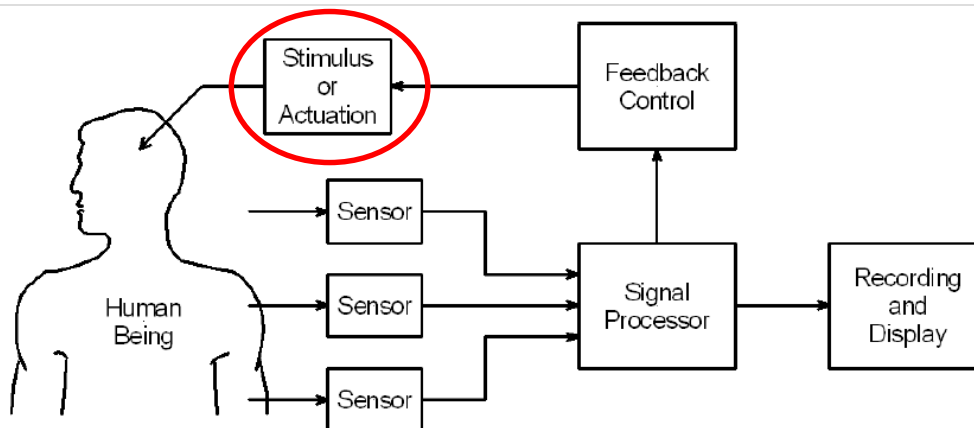 Stimulus
or
Actuation
Feedback
Control
Sensor
Human
Being
Sensor
Signal
Processor
Recording
and
Display
Sensor